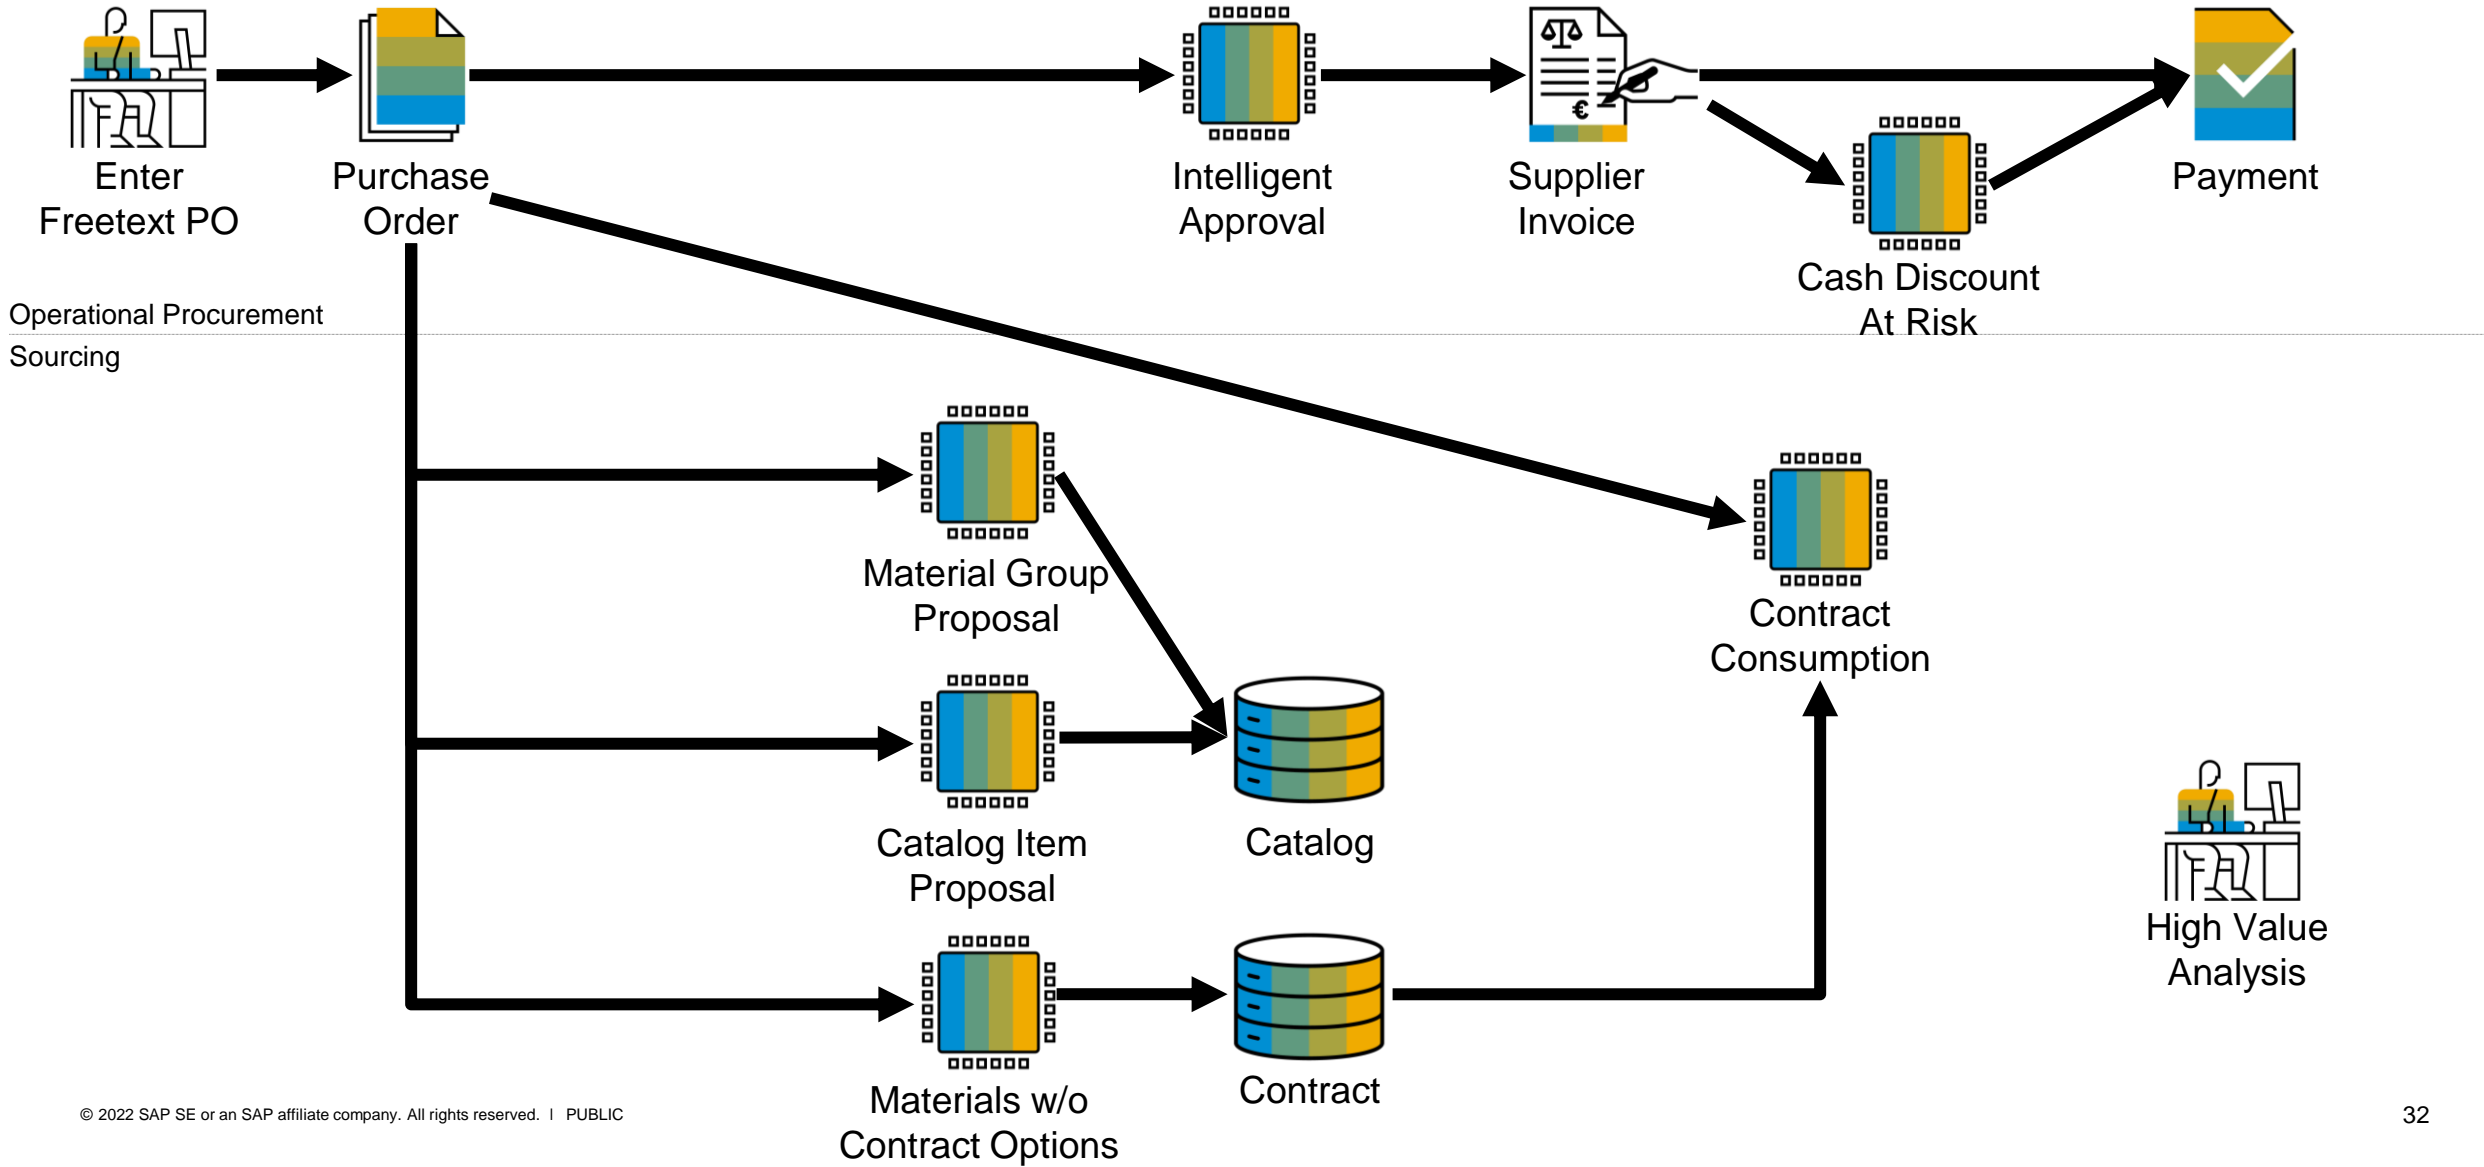 Enter
Freetext PO
Purchase
Order
Intelligent
Approval
Supplier
Invoice
€
Payment
Cash Discount
At Risk
Operational Procurement
Sourcing
Material Group
Proposal
Contract
Consumption
Catalog Item
Proposal
Catalog
High Value
Analysis
Materials w/o
Contract Options
Contract
© 2022 SAP SE or an SAP affiliate company. All rights reserved. ǀ PUBLIC
32